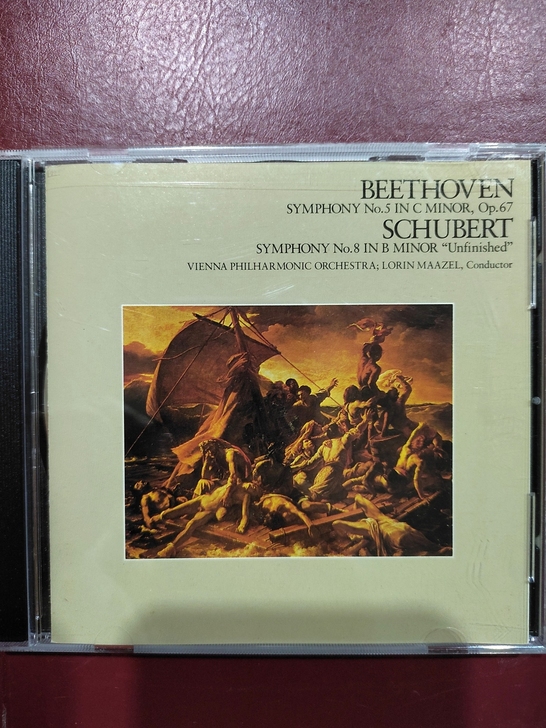 BEETHOVEN
SYMPHONY No.5 IN C MINOR, Op.67
SCHUBERT
SYMPHONY No.8 IN B MINOR “Unfinished”
VIENNA PHILHARMONIC ORCHESTRA; LORIN MAAZEL, Conductor